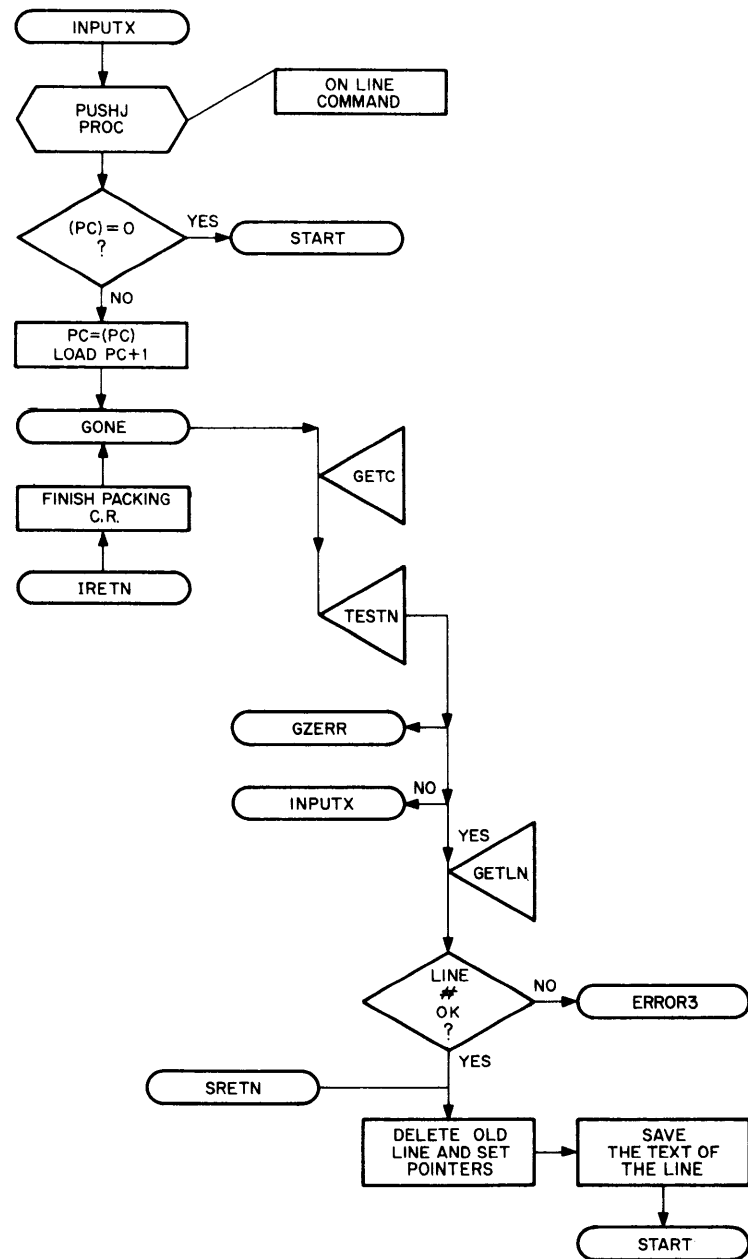 INPUTX
PUSHJ
PROC
ON LINE
COMMAND
(PC) = 0
?
YES
START
NO
PC=(PC)
LOAD PC+1
GONE
GETC
FINISH PACKING
C.R.
IRETN
TESTN
GZERR
NO
INPUTX
YES
GETLN
LINE
#
OK
?
NO
ERROR3
YES
SRETN
DELETE OLD
LINE AND SET
POINTERS
SAVE
THE TEXT OF
THE LINE
START